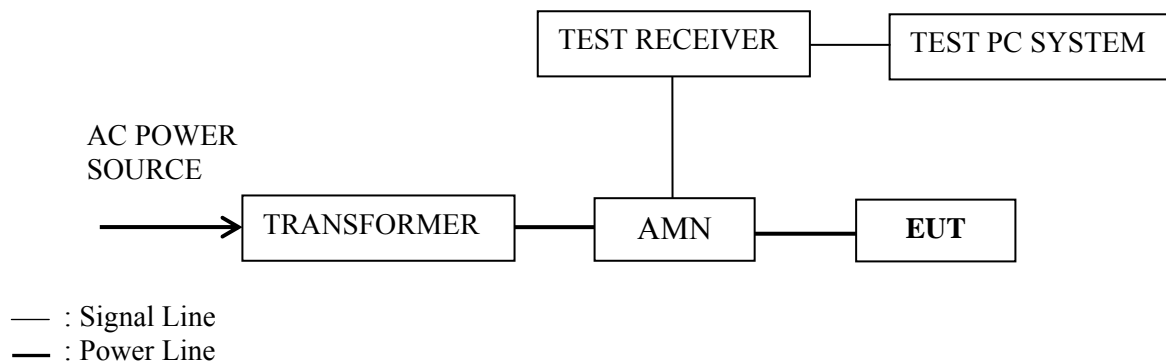 TEST RECEIVER
TEST PC SYSTEM
AC POWER
SOURCE
TRANSFORMER
AMN
EUT
: Signal Line
: Power Line